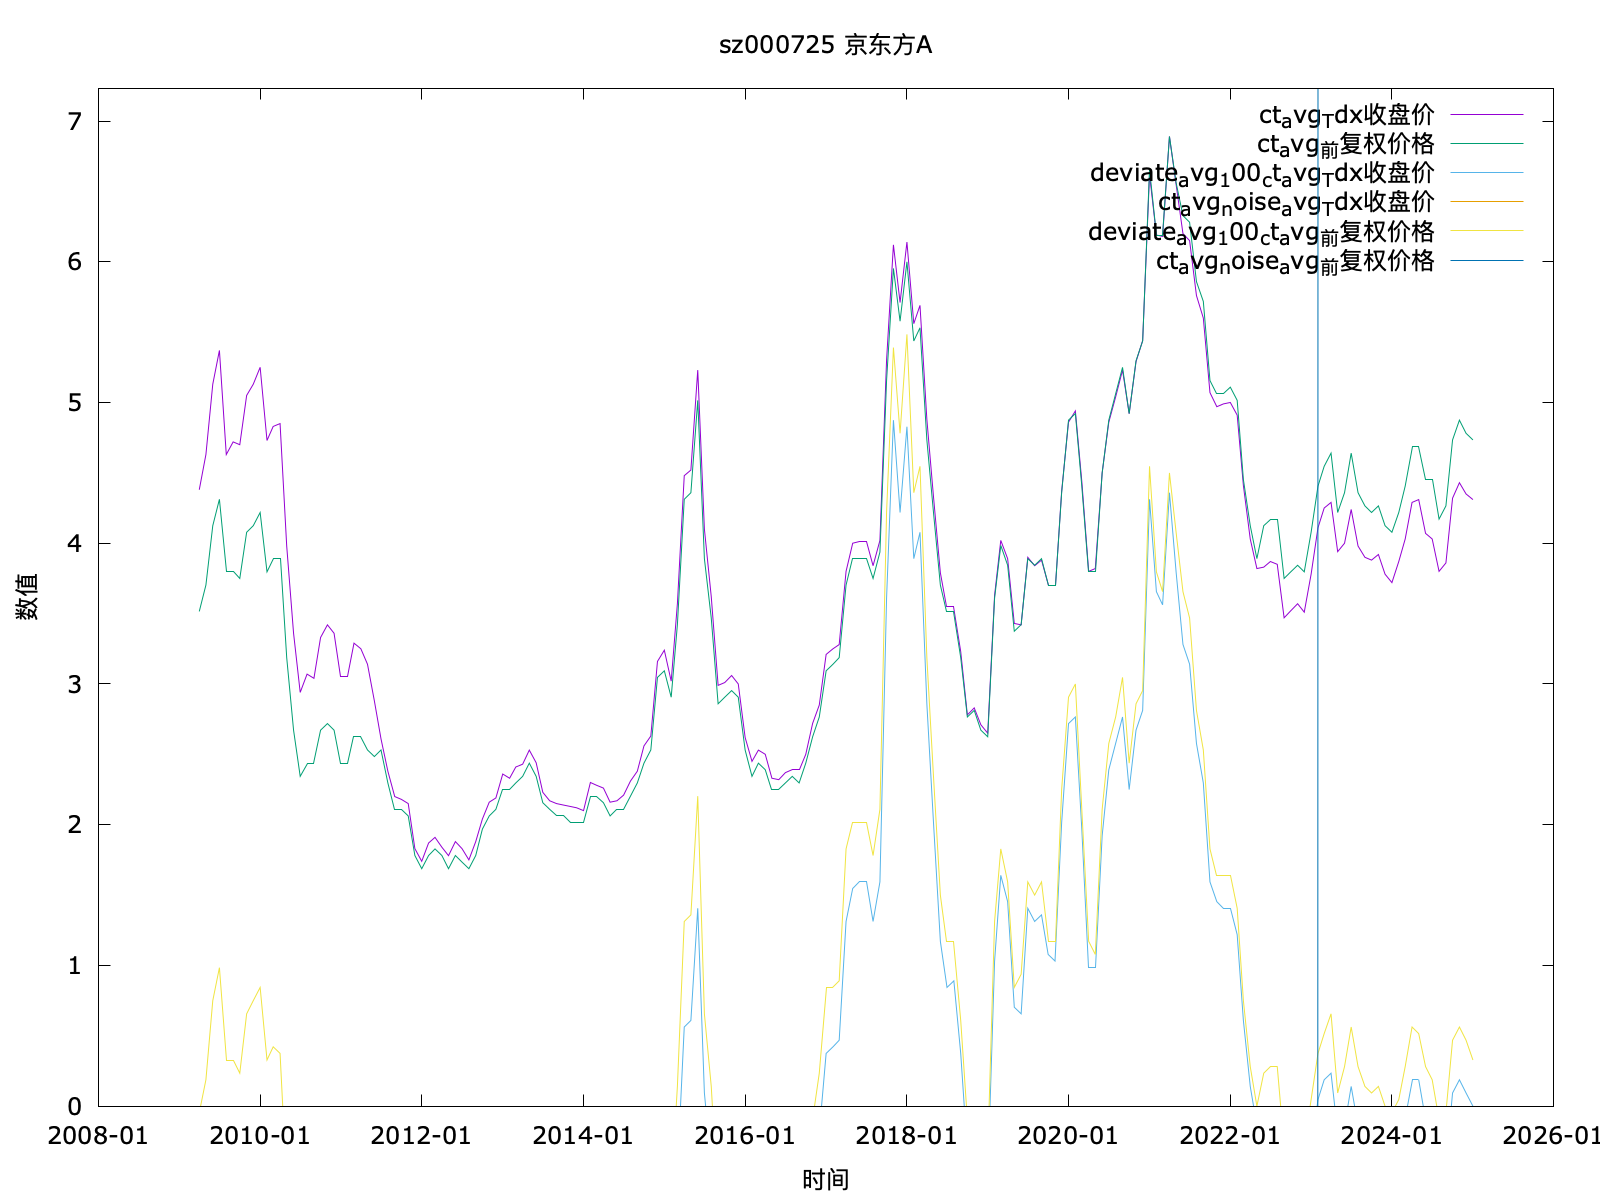 sz000725 京东方A
ct_avg_Tdx收盘价
ct_avg_前复权价格
deviate_avg_100_ct_avg_Tdx收盘价
ct_avg_noise_avg_Tdx收盘价
deviate_avg_100_ct_avg_前复权价格
ct_avg_noise_avg_前复权价格
7
6
5
4
3
2
1
0
数值
2008-01 2010-01 2012-01 2014-01 2016-01 2018-01 2020-01 2022-01 2024-01 2026-01
时间